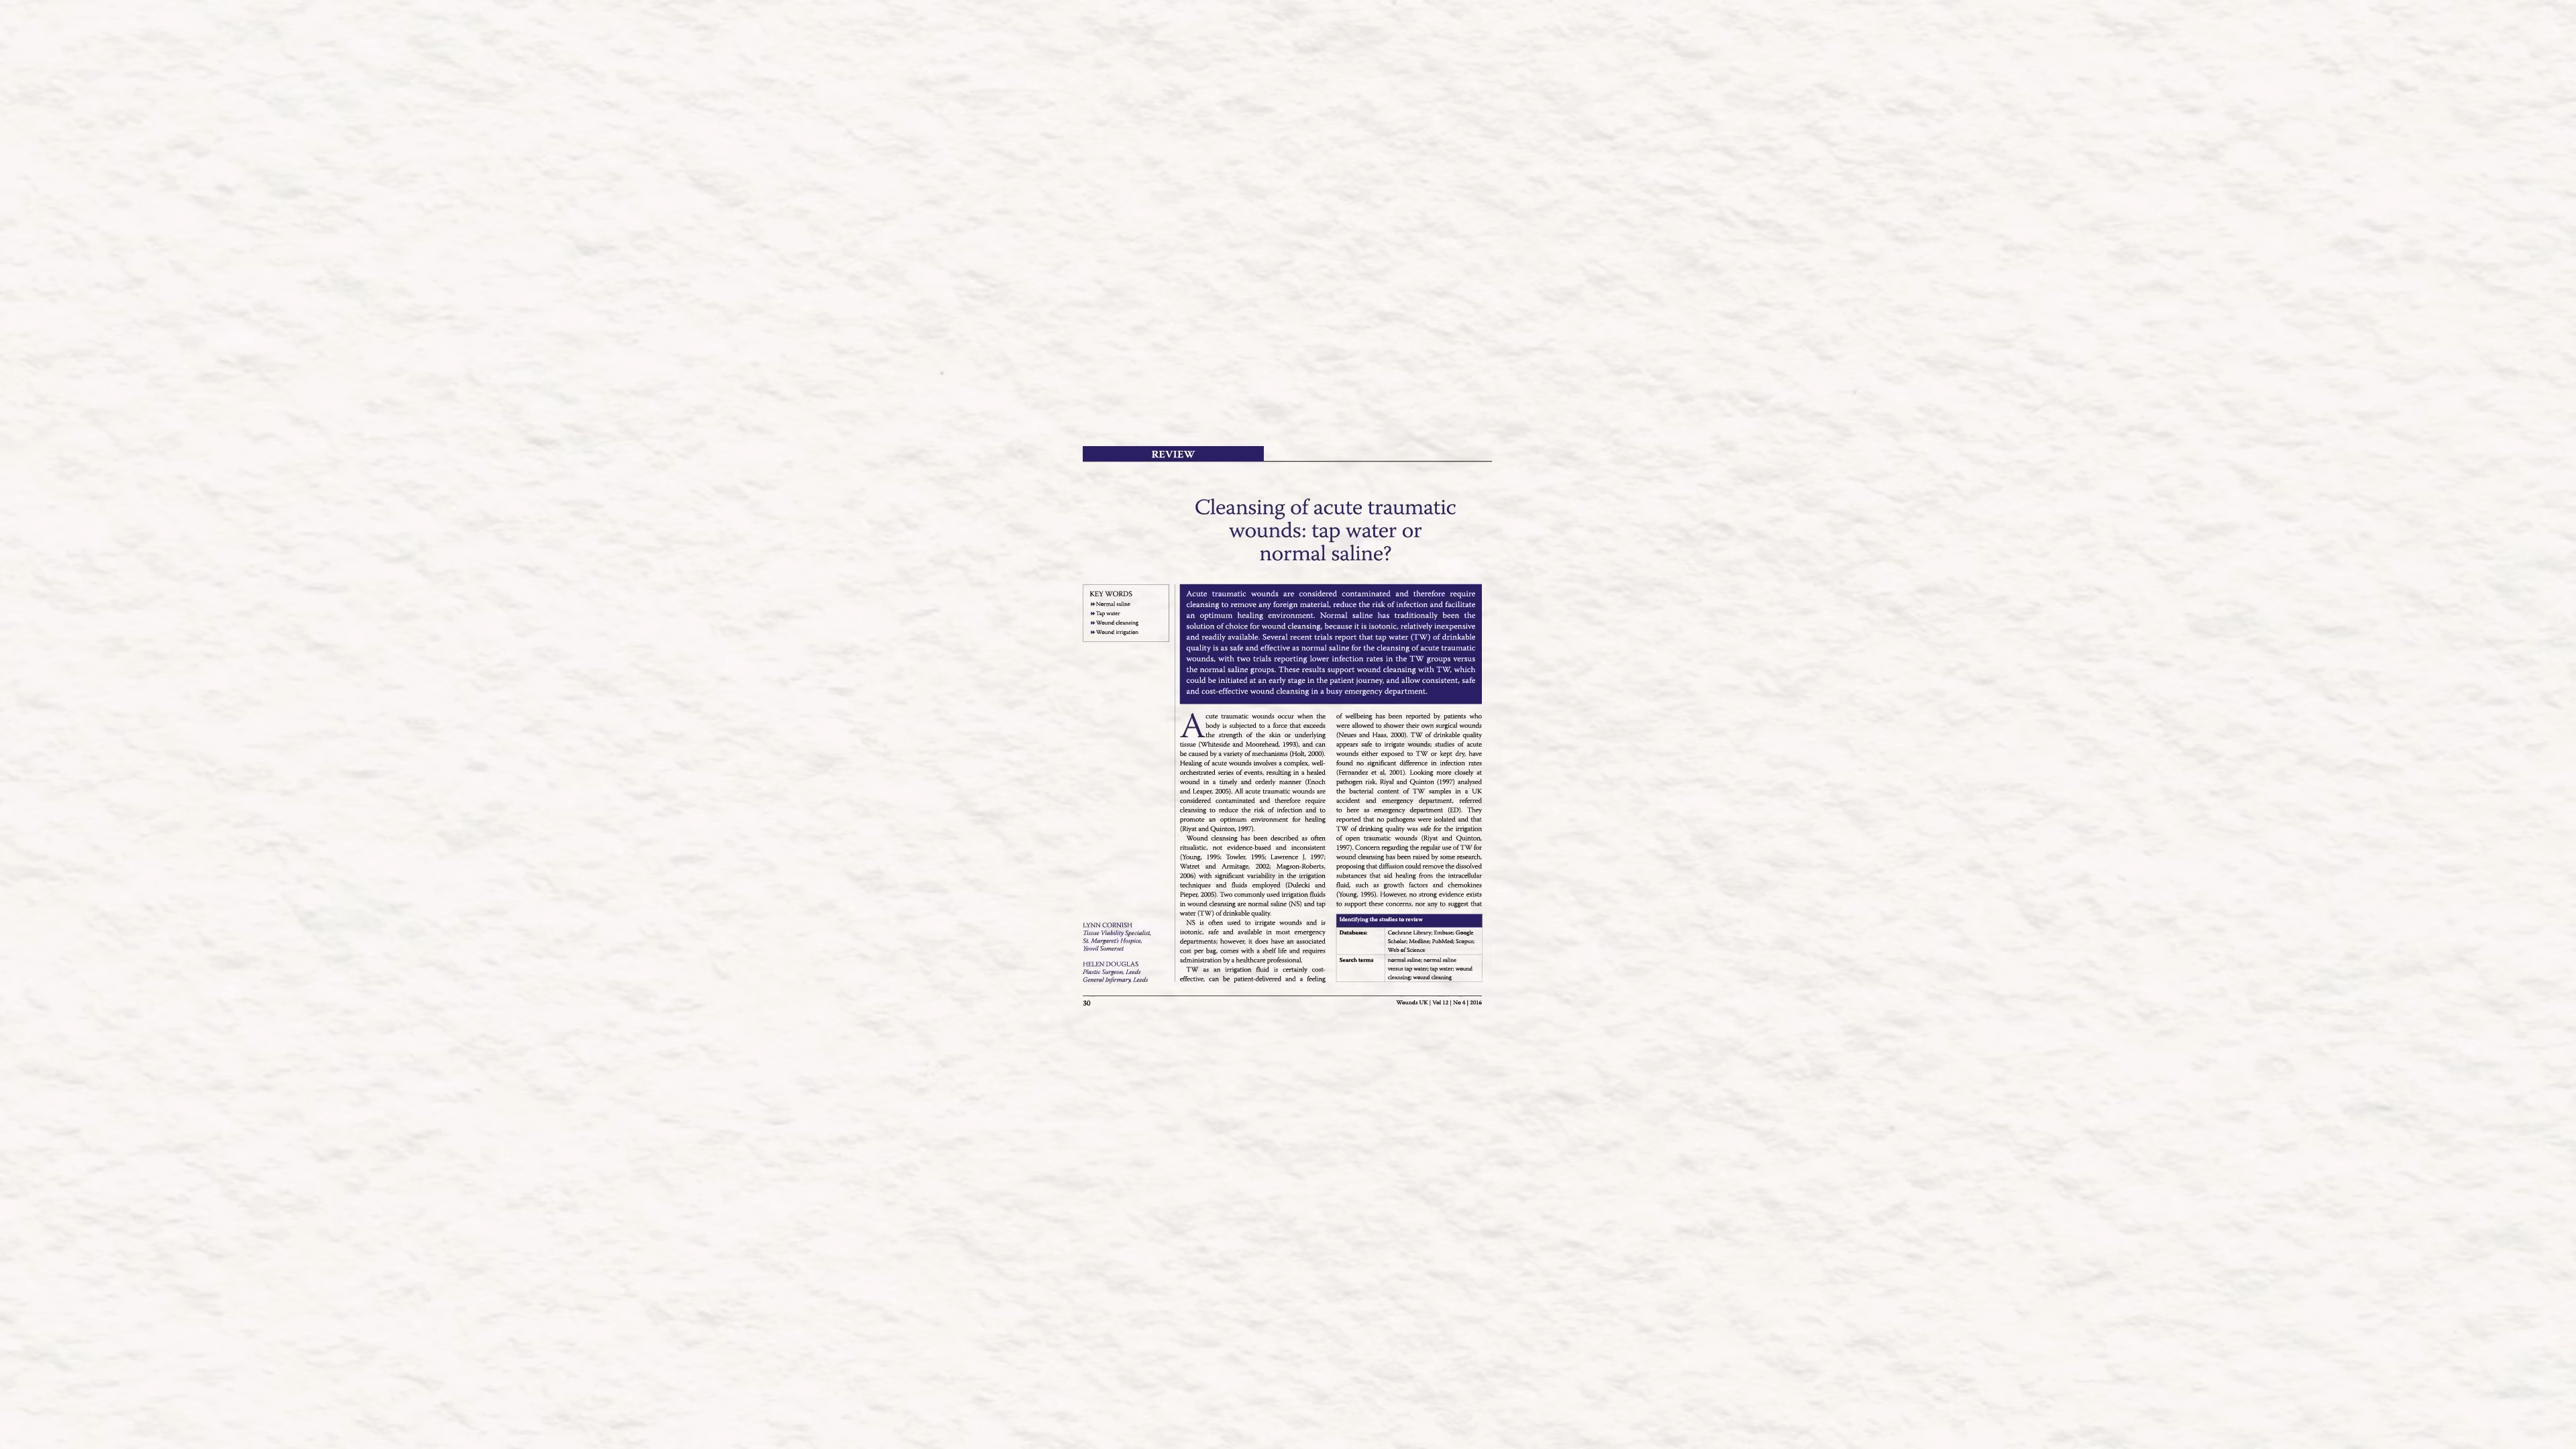 REVIEW
Cleansing of acute traumatic
wounds: tap water or
normal saline?
KEY WORDS
Normal saline
Tap water
Wound cleansing
Wound irrigation
Acute traumatic wounds are considered contaminated and therefore require
cleansing to remove any foreign material, reduce the risk of infection and facilitate
an optimum healing environment. Normal saline has traditionally been the
solution of choice for wound cleansing, because it is isotonic, relatively inexpensive
and readily available. Several recent trials report that tap water (TW) of drinkable
quality is as safe and effective as normal saline for the cleansing of acute traumatic
wounds, with two trials reporting lower infection rates in the TW groups versus
the normal saline groups. These results support wound cleansing with TW, which
could be initiated at an early stage in the patient journey, and allow consistent, safe
and cost-effective wound cleansing in a busy emergency department.
LYNN CORNISH
Tissue Viability Specialist,
St. Margaret's Hospice,
Yeovil Somerset
HELEN DOUGLAS
Plastic Surgeon, Leeds
General Infirmary, Leeds
Acute traumatic wounds occur when the
body is subjected to a force that exceeds
the strength of the skin or underlying
tissue (Whiteside and Moorehead, 1993), and can
be caused by a variety of mechanisms (Holt, 2000).
Healing of acute wounds involves a complex, well-
orchestrated series of events, resulting in a healed
wound in a timely and orderly manner (Enoch
and Leaper, 2005). All acute traumatic wounds are
considered contaminated and therefore require
cleansing to reduce the risk of infection and to
promote an optimum environment for healing
(Riyat and Quinton, 1997).
Wound cleansing has been described as often
ritualistic, not evidence-based and inconsistent
(Young, 1995; Towler, 1995; Lawrence J, 1997;
Watret and Armitage, 2002; Magson-Roberts,
2006) with significant variability in the irrigation
techniques and fluids employed (Dulecki and
Pieper, 2005). Two commonly used irrigation fluids
in wound cleansing are normal saline (NS) and tap
water (TW) of drinkable quality.
NS is often used to irrigate wounds and is
isotonic, safe and available in most emergency
departments; however, it does have an associated
cost per bag, comes with a shelf life and requires
administration by a healthcare professional.
TW as an irrigation fluid is certainly cost-
effective, can be patient-delivered and a feeling
of wellbeing has been reported by patients who
were allowed to shower their own surgical wounds
(Neues and Haas, 2000). TW of drinkable quality
appears safe to irrigate wounds; studies of acute
wounds either exposed to TW or kept dry, have
found no significant difference in infection rates
(Fernandez et al, 2001). Looking more closely at
pathogen risk, Riyal and Quinton (1997) analysed
the bacterial content of TW samples in a UK
accident and emergency department, referred
to here as emergency department (ED). They
reported that no pathogens were isolated and that
TW of drinking quality was safe for the irrigation
of open traumatic wounds (Riyat and Quinton,
1997). Concern regarding the regular use of TW for
wound cleansing has been raised by some research,
proposing that diffusion could remove the dissolved
substances that aid healing from the intracellular
fluid, such as growth factors and chemokines
(Young, 1995). However, no strong evidence exists
to support these concerns, nor any to suggest that
Identifying the studies to review
Databases: Cochrane Library; Embase; Google
Scholar; Medline; PubMed; Scopus;
Web of Science
Search terms normal saline; normal saline
versus tap water; tap water; wound
cleansing; wound cleaning
30
Wounds UK | Vol 12 | No 4 | 2016